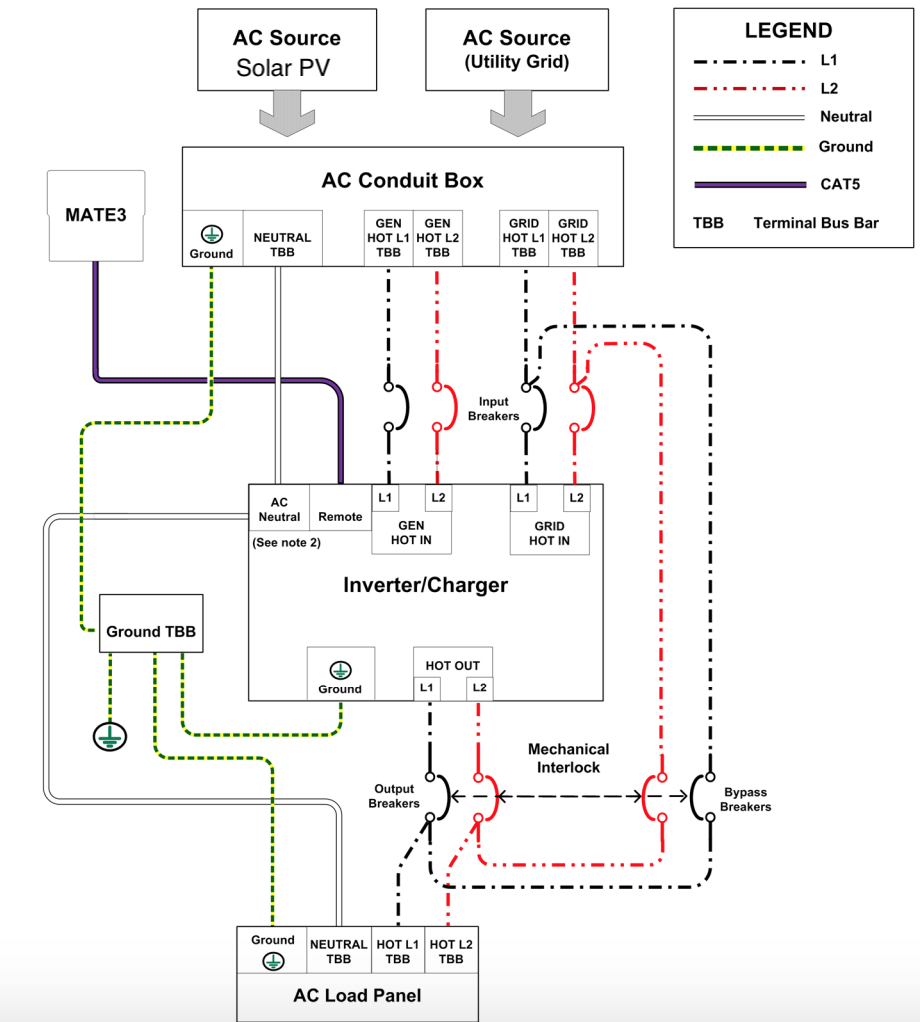 AC Source
Solar PV
AC Source
(Utility Grid)
LEGEND
L1
L2
Neutral
Ground
CAT5
TBB Terminal Bus Bar
MATE3
AC Conduit Box
Ground
NEUTRAL
TBB
GEN
HOT L1
TBB
GEN
HOT L2
TBB
GRID
HOT L1
TBB
GRID
HOT L2
TBB
Input
Breakers
AC
Neutral
Remote
L1
L2
GEN
HOT IN
L1
L2
GRID
HOT IN
(See note 2)
Inverter/Charger
Ground TBB
Ground
HOT OUT
L1
L2
Mechanical
Interlock
Output
Breakers
Bypass
Breakers
Ground
NEUTRAL
TBB
HOT L1
TBB
HOT L2
TBB
AC Load Panel